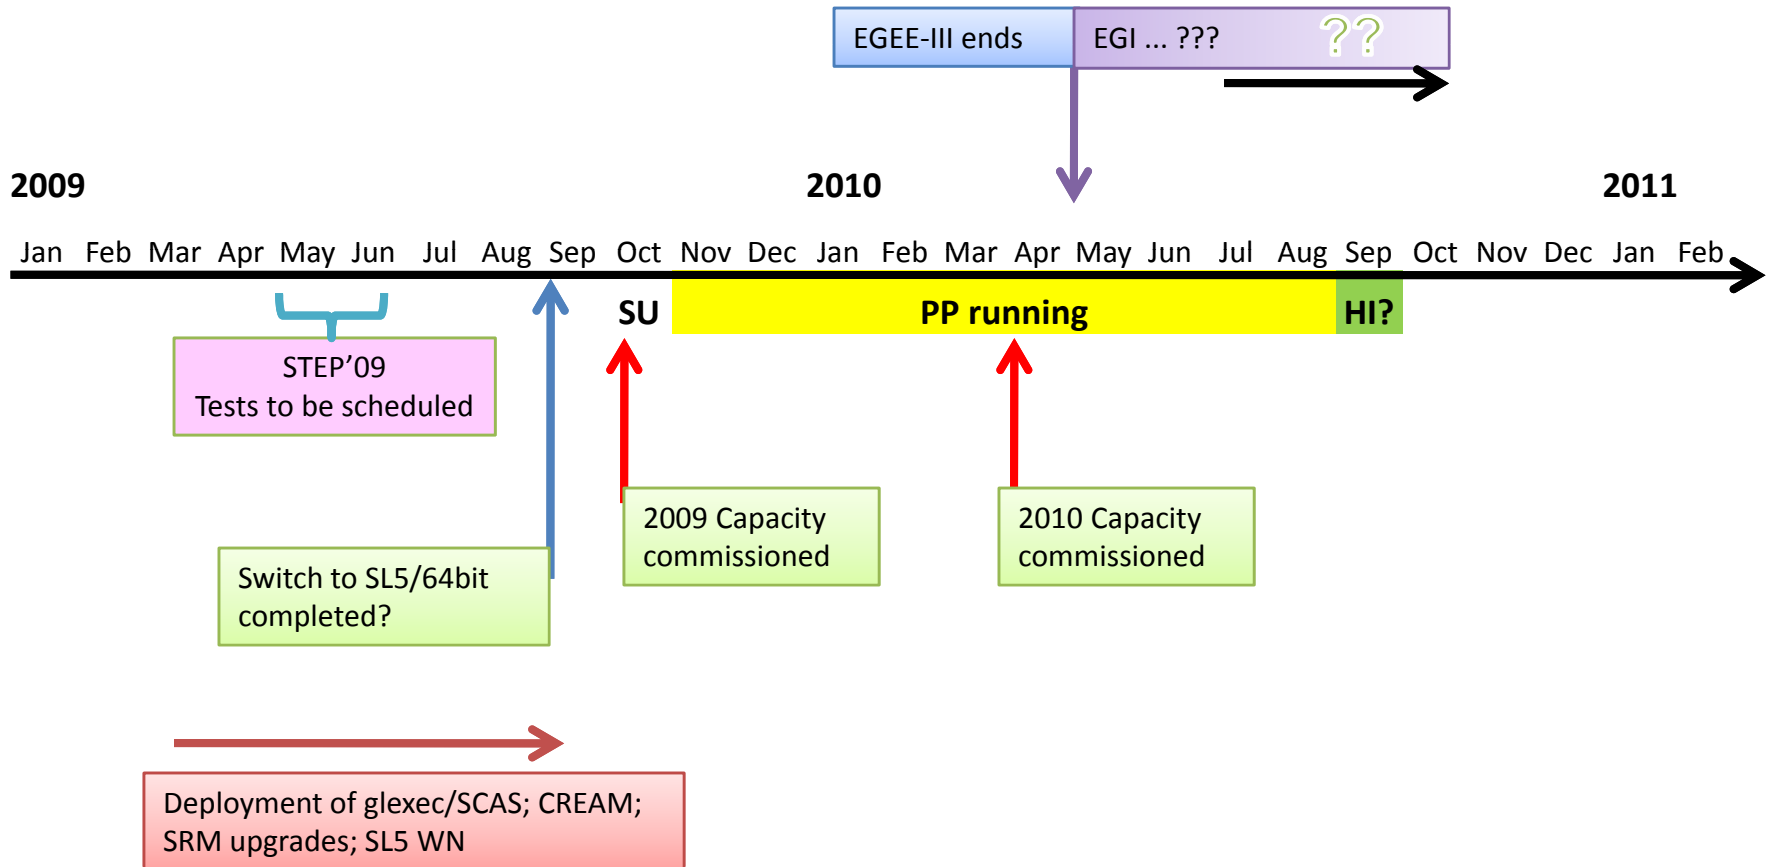 EGEE-III ends
EGI ... ???
??
2009
2010
2011
Jan Feb Mar Apr May Jun Jul Aug Sep Oct Nov Dec Jan Feb Mar Apr May Jun Jul Aug Sep Oct Nov Dec Jan Feb
SU
PP running
HI?
STEP’09
Tests to be scheduled
2009 Capacity
commissioned
2010 Capacity
commissioned
Switch to SL5/64bit
completed?
Deployment of glexec/SCAS; CREAM;
SRM upgrades; SL5 WN